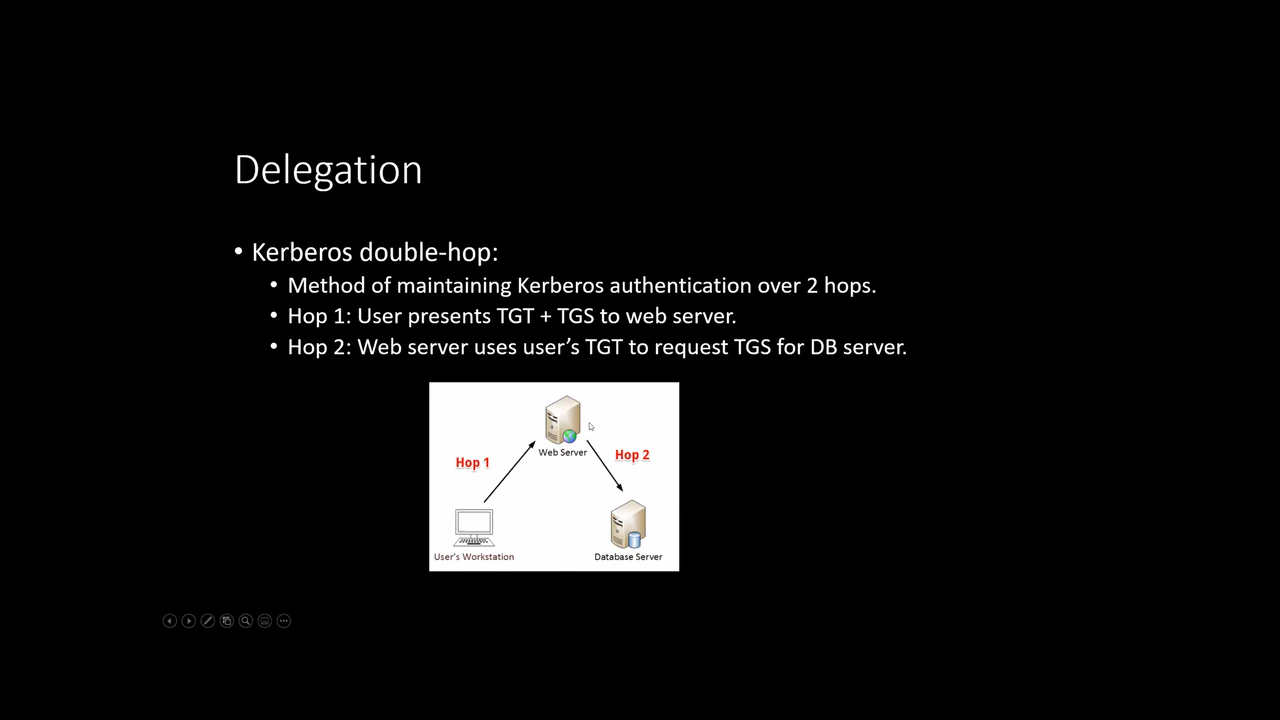 Delegation
• Kerberos double-hop:
• Method of maintaining Kerberos authentication over 2 hops.
• Hop 1: User presents TGT + TGS to web server.
• Hop 2: Web server uses user’s TGT to request TGS for DB server.
Web Server
Hop 1
Hop 2
User's Workstation
Database Server